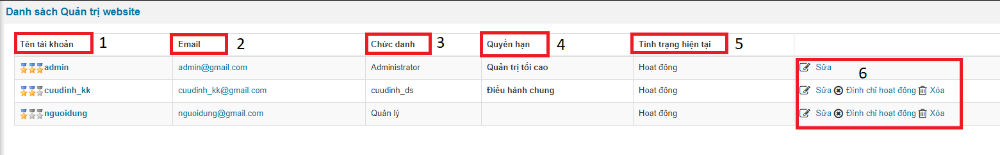 Danh sách Quản trị website
Tên tài khoản 1 Email 2 Chức danh 3 Quyền hạn 4 Tình trạng hiện tại 5
admin admin@gmail.com Administrator Quản trị tối cao Hoạt động Sửa 6
cuudinh_kk cuudinh_kk@gmail.com cuudinh_ds Điều hành chung Hoạt động Sửa Đình chỉ hoạt động Xóa
nguoidung nguoidung@gmail.com Quản lý Hoạt động Sửa Đình chỉ hoạt động Xóa